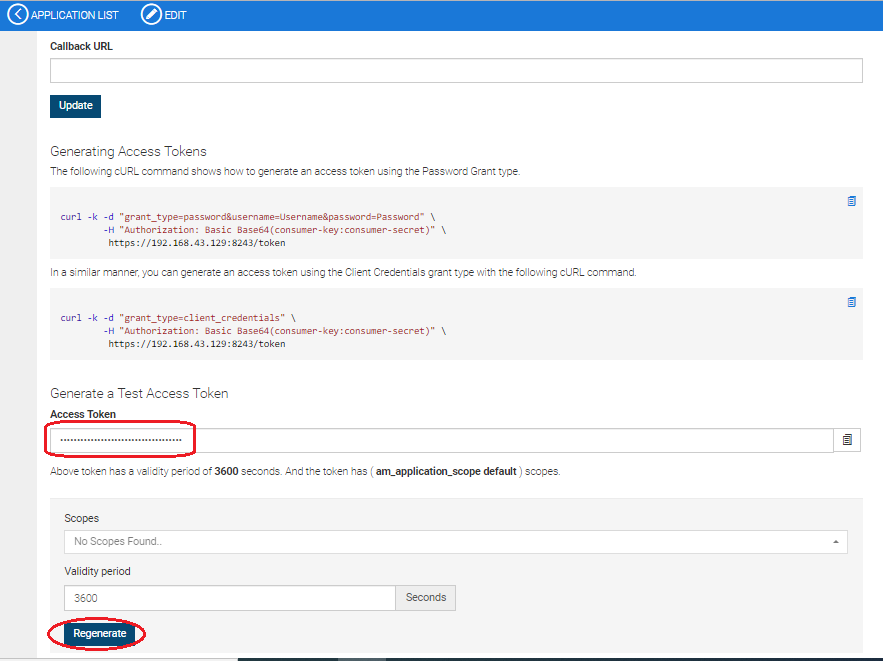 APPLICATION LIST EDIT
Callback URL
Update
Generating Access Tokens
The following cURL command shows how to generate an access token using the Password Grant type.
curl -k -d "grant_type=password&username=Username&password=Password" \
-H "Authorization: Basic Base64(consumer-key:consumer-secret)" \
https://192.168.43.129:8243/token
In a similar manner, you can generate an access token using the Client Credentials grant type with the following cURL command.
curl -k -d "grant_type=client_credentials" \
-H "Authorization: Basic Base64(consumer-key:consumer-secret)" \
https://192.168.43.129:8243/token
Generate a Test Access Token
Access Token
Above token has a validity period of 3600 seconds. And the token has ( am_application_scope default ) scopes.
Scopes
No Scopes Found..
Validity period
3600 Seconds
Regenerate